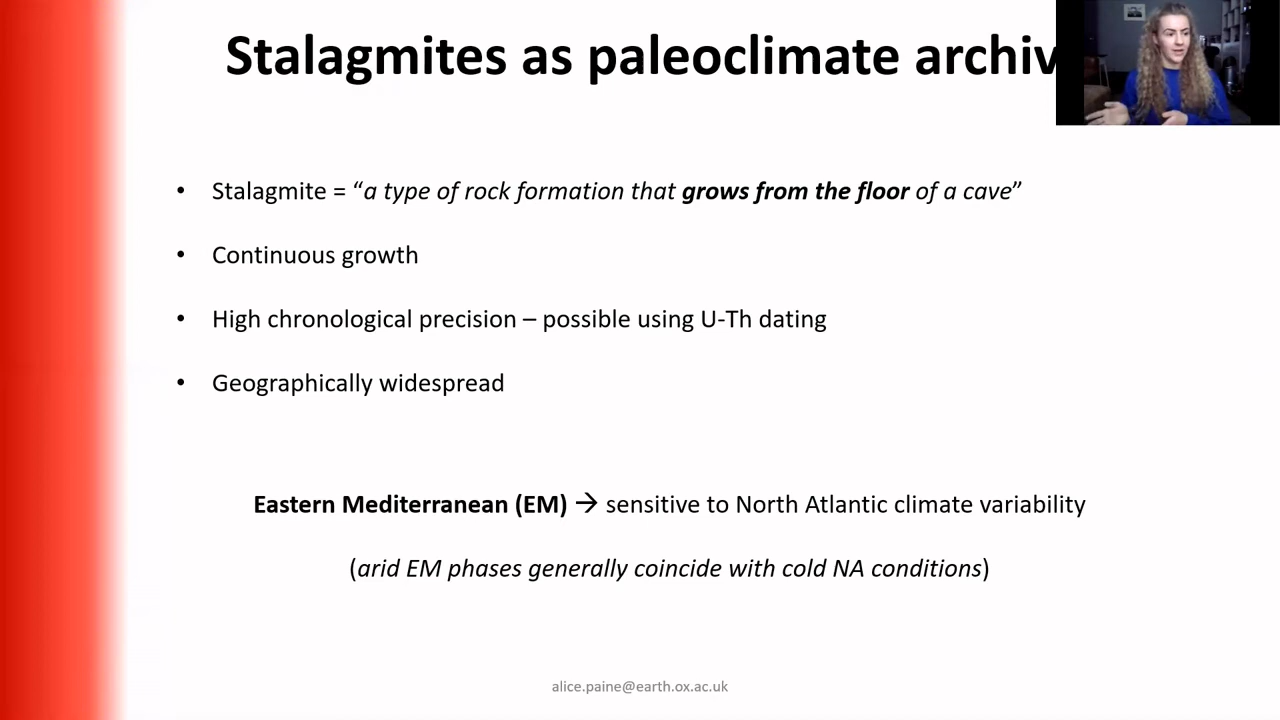 Stalagmites as paleoclimate archiv
• Stalagmite = “a type of rock formation that grows from the floor of a cave”
• Continuous growth
• High chronological precision – possible using U-Th dating
• Geographically widespread
Eastern Mediterranean (EM) → sensitive to North Atlantic climate variability
(arid EM phases generally coincide with cold NA conditions)
alice.paine@earth.ox.ac.uk